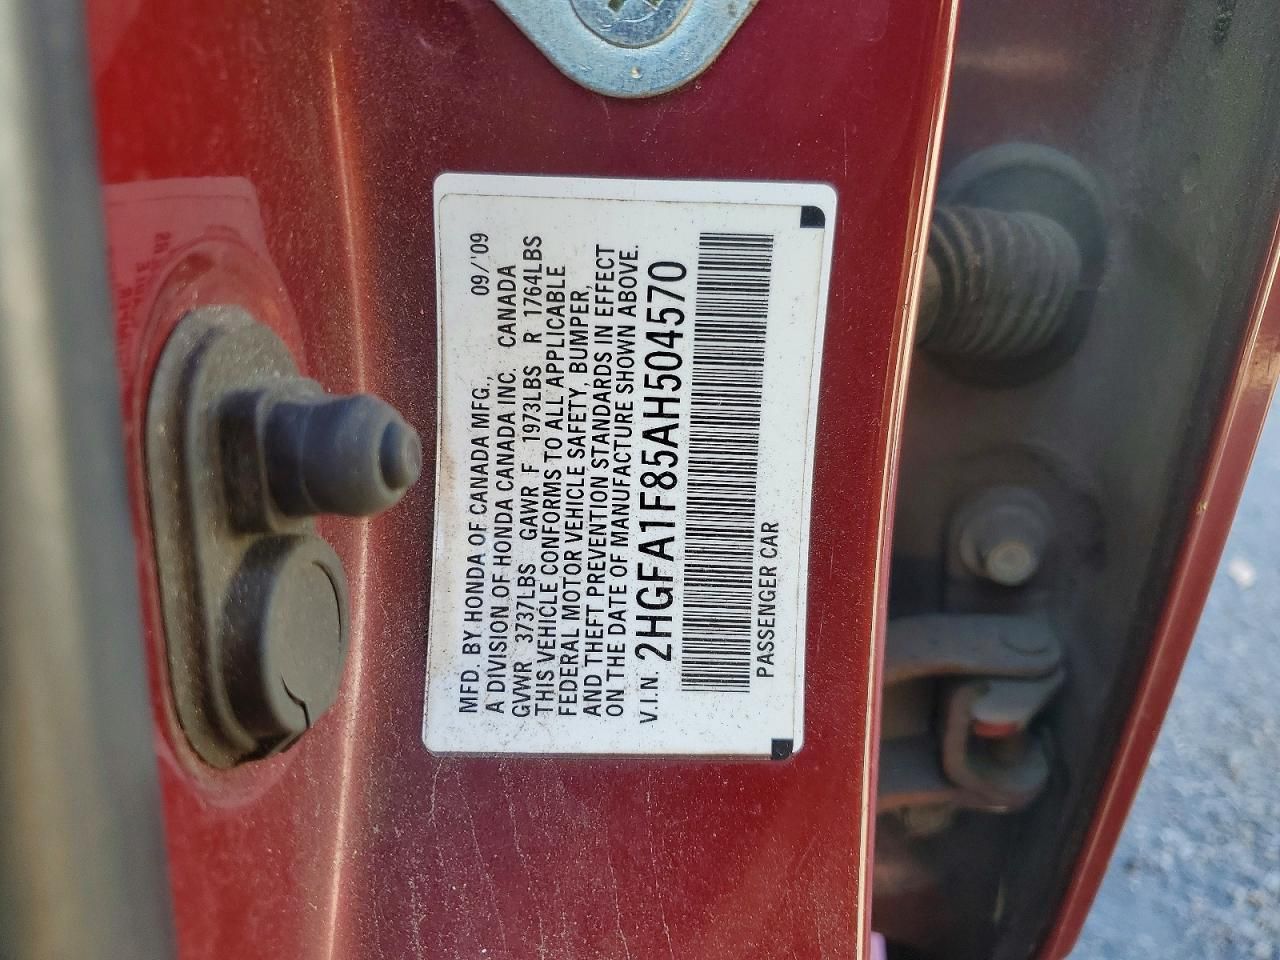 MFD. BY HONDA OF CANADA MFG., 09/'09
A DIVISION OF HONDA CANADA INC. CANADA
GVWR 3737LBS GAWR F 1973LBS R 1764LBS
THIS VEHICLE CONFORMS TO ALL APPLICABLE
FEDERAL MOTOR VEHICLE SAFETY, BUMPER,
AND THEFT PREVENTION STANDARDS IN EFFECT
ON THE DATE OF MANUFACTURE SHOWN ABOVE.
V.I.N. 2HGFA1F85AH504570
PASSENGER CAR